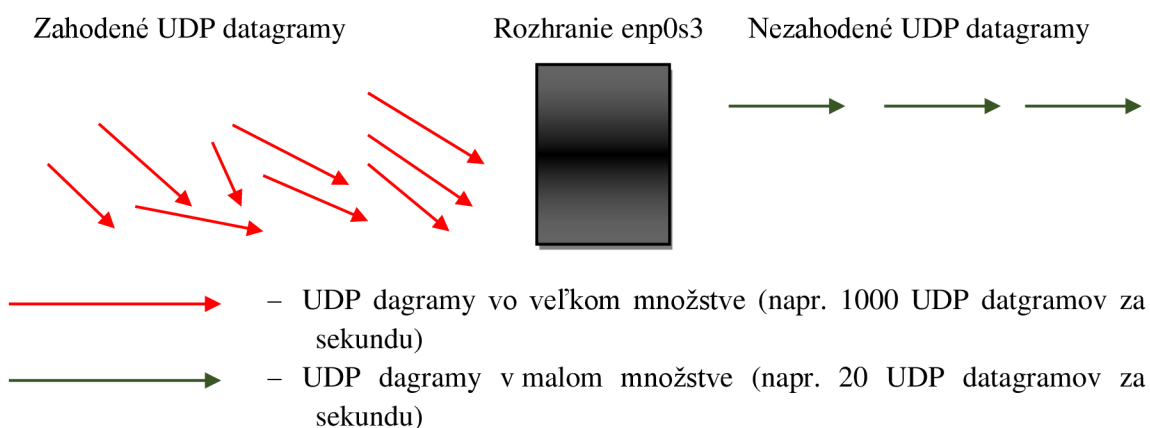 Zahodené UDP datagramy Rozhranie enp0s3 Nezahodené UDP datagramy
– UDP dagramy vo veľkom množstve (napr. 1000 UDP datgramov za
sekundu)
– UDP dagramy v malom množstve (napr. 20 UDP datagramov za
sekundu)